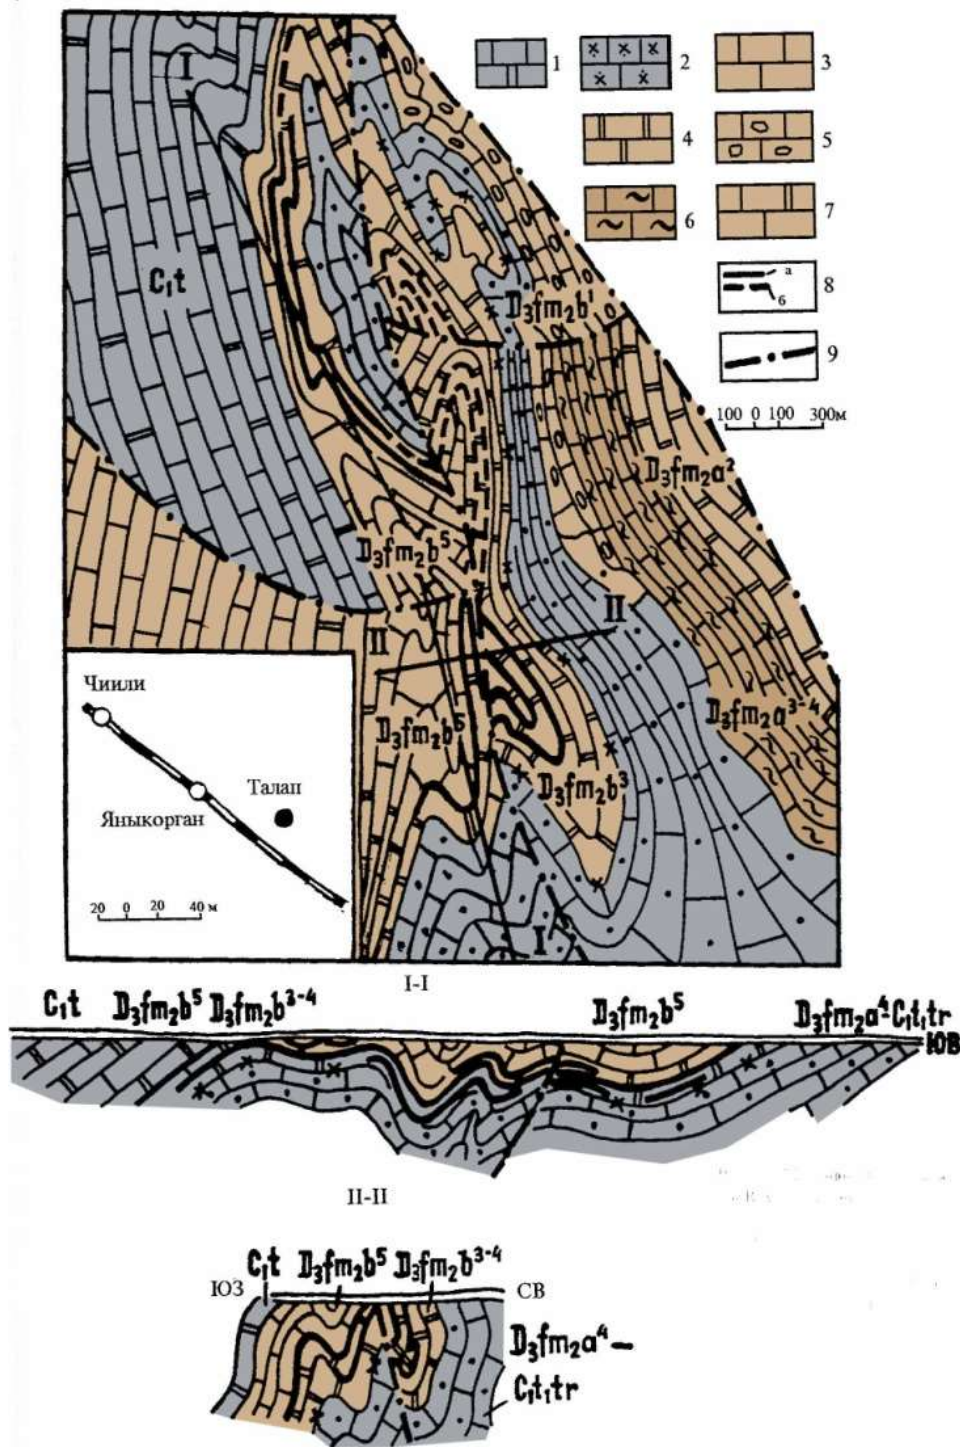 I
1
2
3
4
5
6
7
а
б
8
9
100 0 100 300м
C₁t
D₃fm₂b¹
D₃fm₂a²
D₃fm₂b⁵
II
II
D₃fm₂b⁵
D₃fm₂a³⁻⁴
D₃fm₂b³
I
Чиили
Талап
Яныкорган
20 0 20 40 м
I-I
C₁t D₃fm₂b⁵ D₃fm₂b³⁻⁴ D₃fm₂b⁵ D₃fm₂a⁴-C₁t₁tr
ЮВ
II-II
C₁t D₃fm₂b⁵ D₃fm₂b³⁻⁴
ЮЗ СВ
D₃fm₂a⁴ –
C₁t₁tr